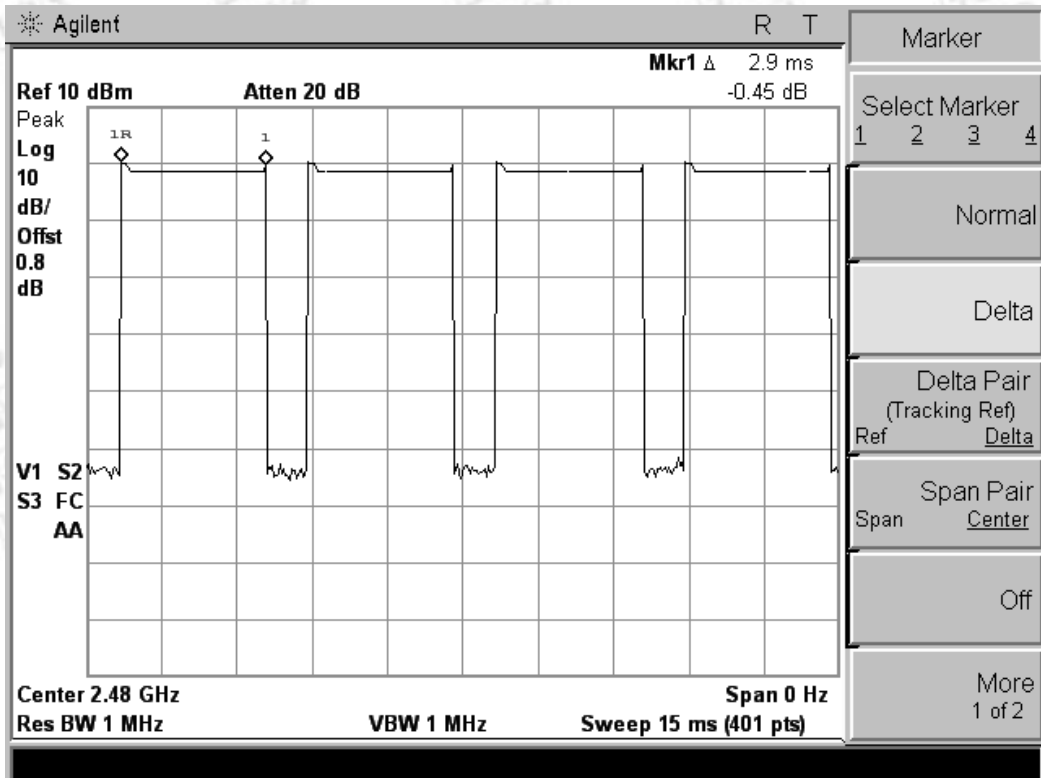 Agilent R T
Mkr1 Δ 2.9 ms
Ref 10 dBm Atten 20 dB -0.45 dB
Peak
Log
10
dB/
Offst
0.8
dB
1R
1
V1 S2
S3 FC
AA
Center 2.48 GHz Span 0 Hz
Res BW 1 MHz VBW 1 MHz Sweep 15 ms (401 pts)
Marker
Select Marker
1 2 3 4
Normal
Delta
Delta Pair
(Tracking Ref)
Ref Delta
Span Pair
Span Center
Off
More
1 of 2